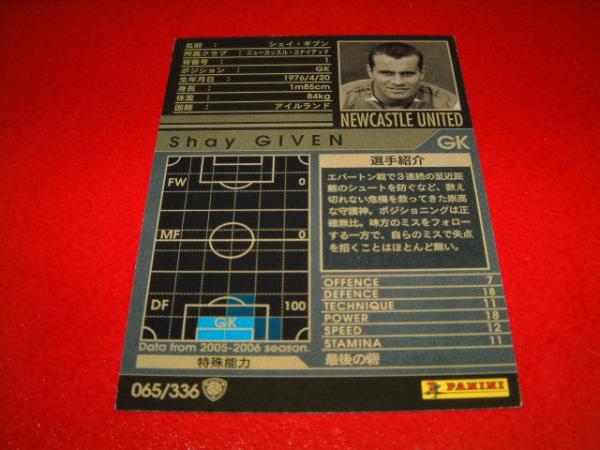 名前 : シェイ・ギブン
所属クラブ : ニューカッスル・ユナイテッド
背番号 : 1
ポジション : GK
生年月日 : 1976/4/20
身長 : 1m85cm
体重 : 84kg
国籍 : アイルランド
NEWCASTLE UNITED
Shay GIVEN
GK
FW 0
MF 0
DF 100
GK
Data from 2005-2006 season.
特殊能力
選手紹介
エバートン戦で3連続の至近距
離のシュートを防ぐなど、数え
切れない危機を救ってきた崇高
な守護神。ポジショニングは正
確無比。味方のミスをフォロー
する一方で、自らのミスで失点
を招くことはほとんど無い。
OFFENCE 7
DEFENCE 18
TECHNIQUE 11
POWER 18
SPEED 12
STAMINA 11
最後の砦
065/336
PANINI